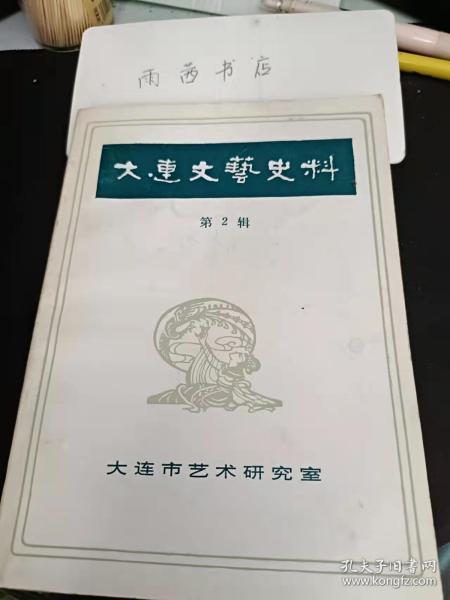 雨茜书店
大連文藝史料
第2辑
大连市艺术研究室
孔夫子旧书网
www.kongfz.com